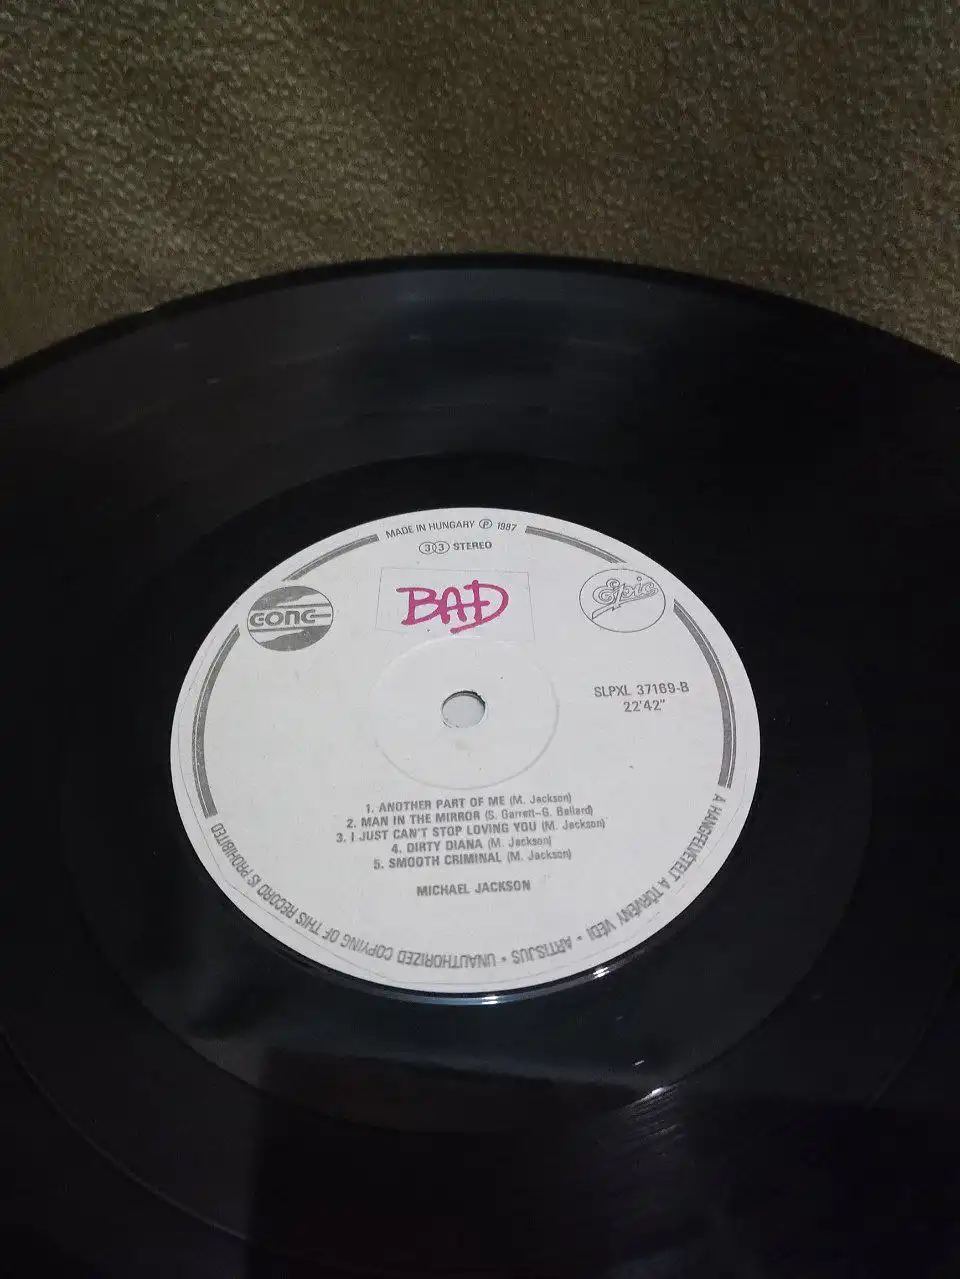 MADE IN HUNGARY Ⓟ 1987
33 STEREO
BAD
GONG
Epic
SLPXL 37169-B
22'42"
1. ANOTHER PART OF ME (M. Jackson)
2. MAN IN THE MIRROR (S. Garrett-G. Ballard)
3. I JUST CAN'T STOP LOVING YOU (M. Jackson)
4. DIRTY DIANA (M. Jackson)
5. SMOOTH CRIMINAL (M. Jackson)
MICHAEL JACKSON
A HANGFELVÉTELT A TÖRVÉNY VÉDI • ARTISJUS • UNAUTHORIZED COPYING OF THIS RECORD IS PROHIBITED